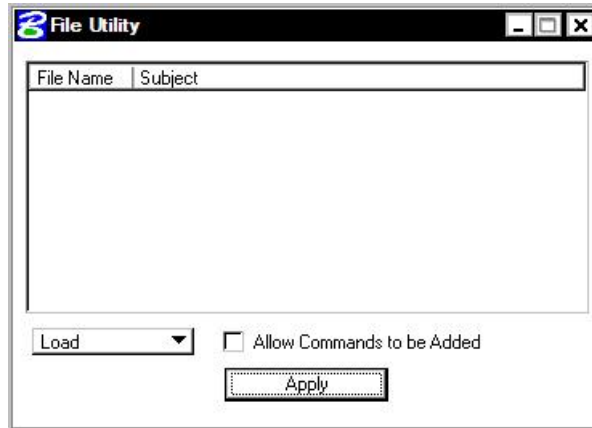 File Utility
File Name Subject
Load Allow Commands to be Added
Apply